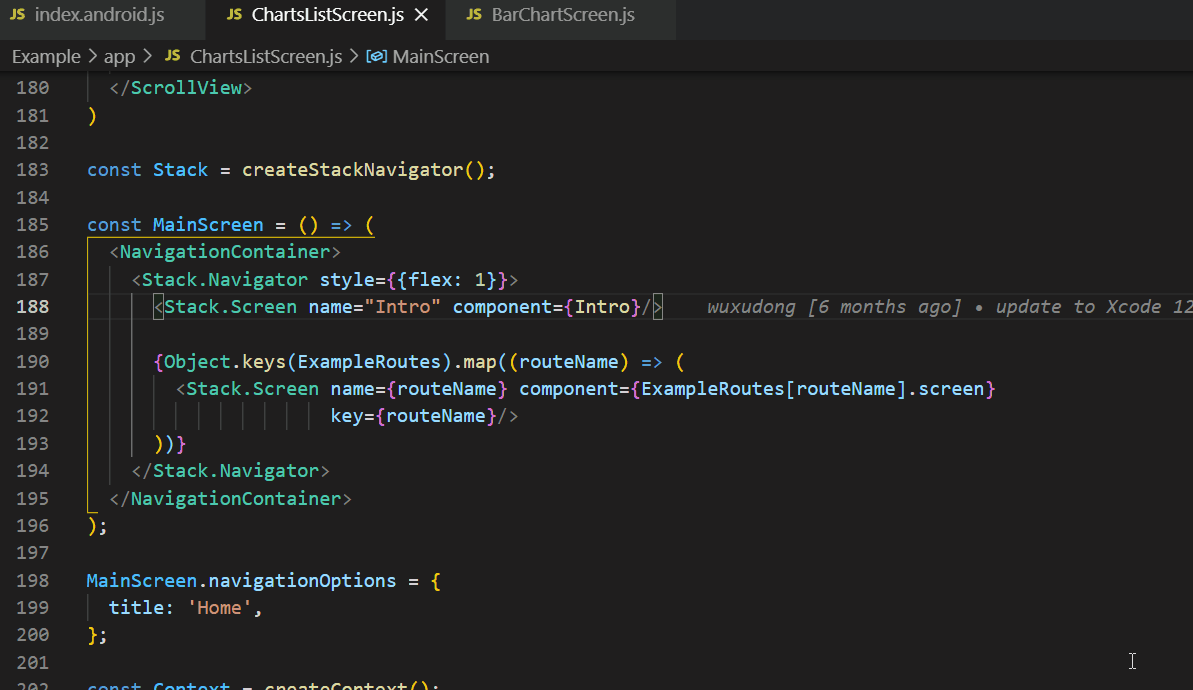 JS index.android.js JS ChartsListScreen.js × JS BarChartScreen.js
Example > app > JS ChartsListScreen.js > MainScreen
180 </ScrollView>
181 )
182
183 const Stack = createStackNavigator();
184
185 const MainScreen = () => (
186 <NavigationContainer>
187 <Stack.Navigator style={{flex: 1}}>
188 <Stack.Screen name="Intro" component={Intro}/> wuxudong [6 months ago] • update to Xcode 12
189
190 {Object.keys(ExampleRoutes).map((routeName) => (
191 <Stack.Screen name={routeName} component={ExampleRoutes[routeName].screen}
192 key={routeName}/>
193 ))}
194 </Stack.Navigator>
195 </NavigationContainer>
196 );
197
198 MainScreen.navigationOptions = {
199 title: 'Home',
200 };
201
202 const Context = createContext();